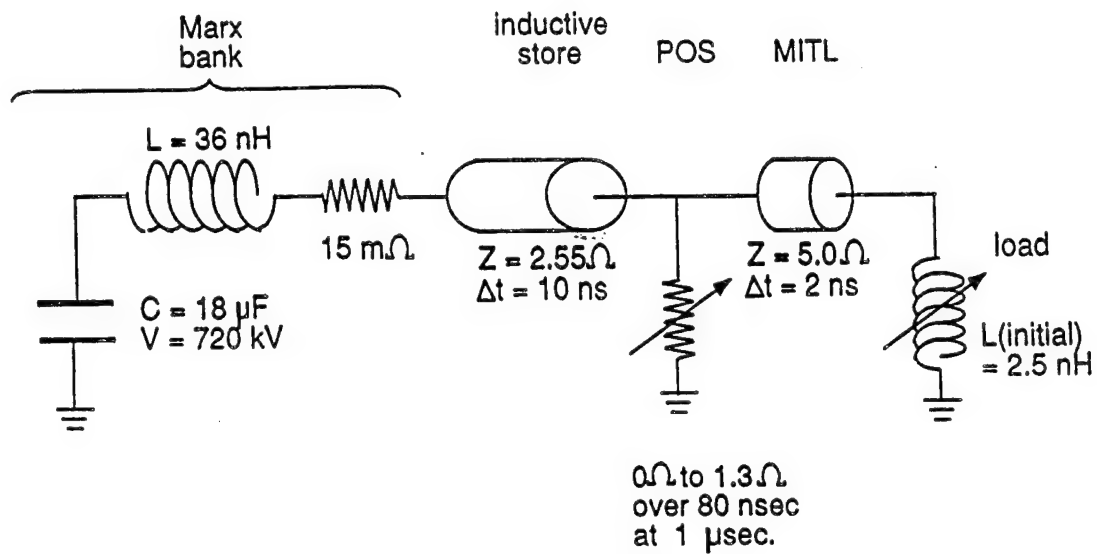 Marx
bank
inductive
store
POS
MITL
L = 36 nH
15 mΩ
C = 18 µF
V = 720 kV
Z = 2.55Ω
Δt = 10 ns
Z = 5.0Ω
Δt = 2 ns
load
L(initial)
= 2.5 nH
0Ω to 1.3Ω
over 80 nsec
at 1 µsec.